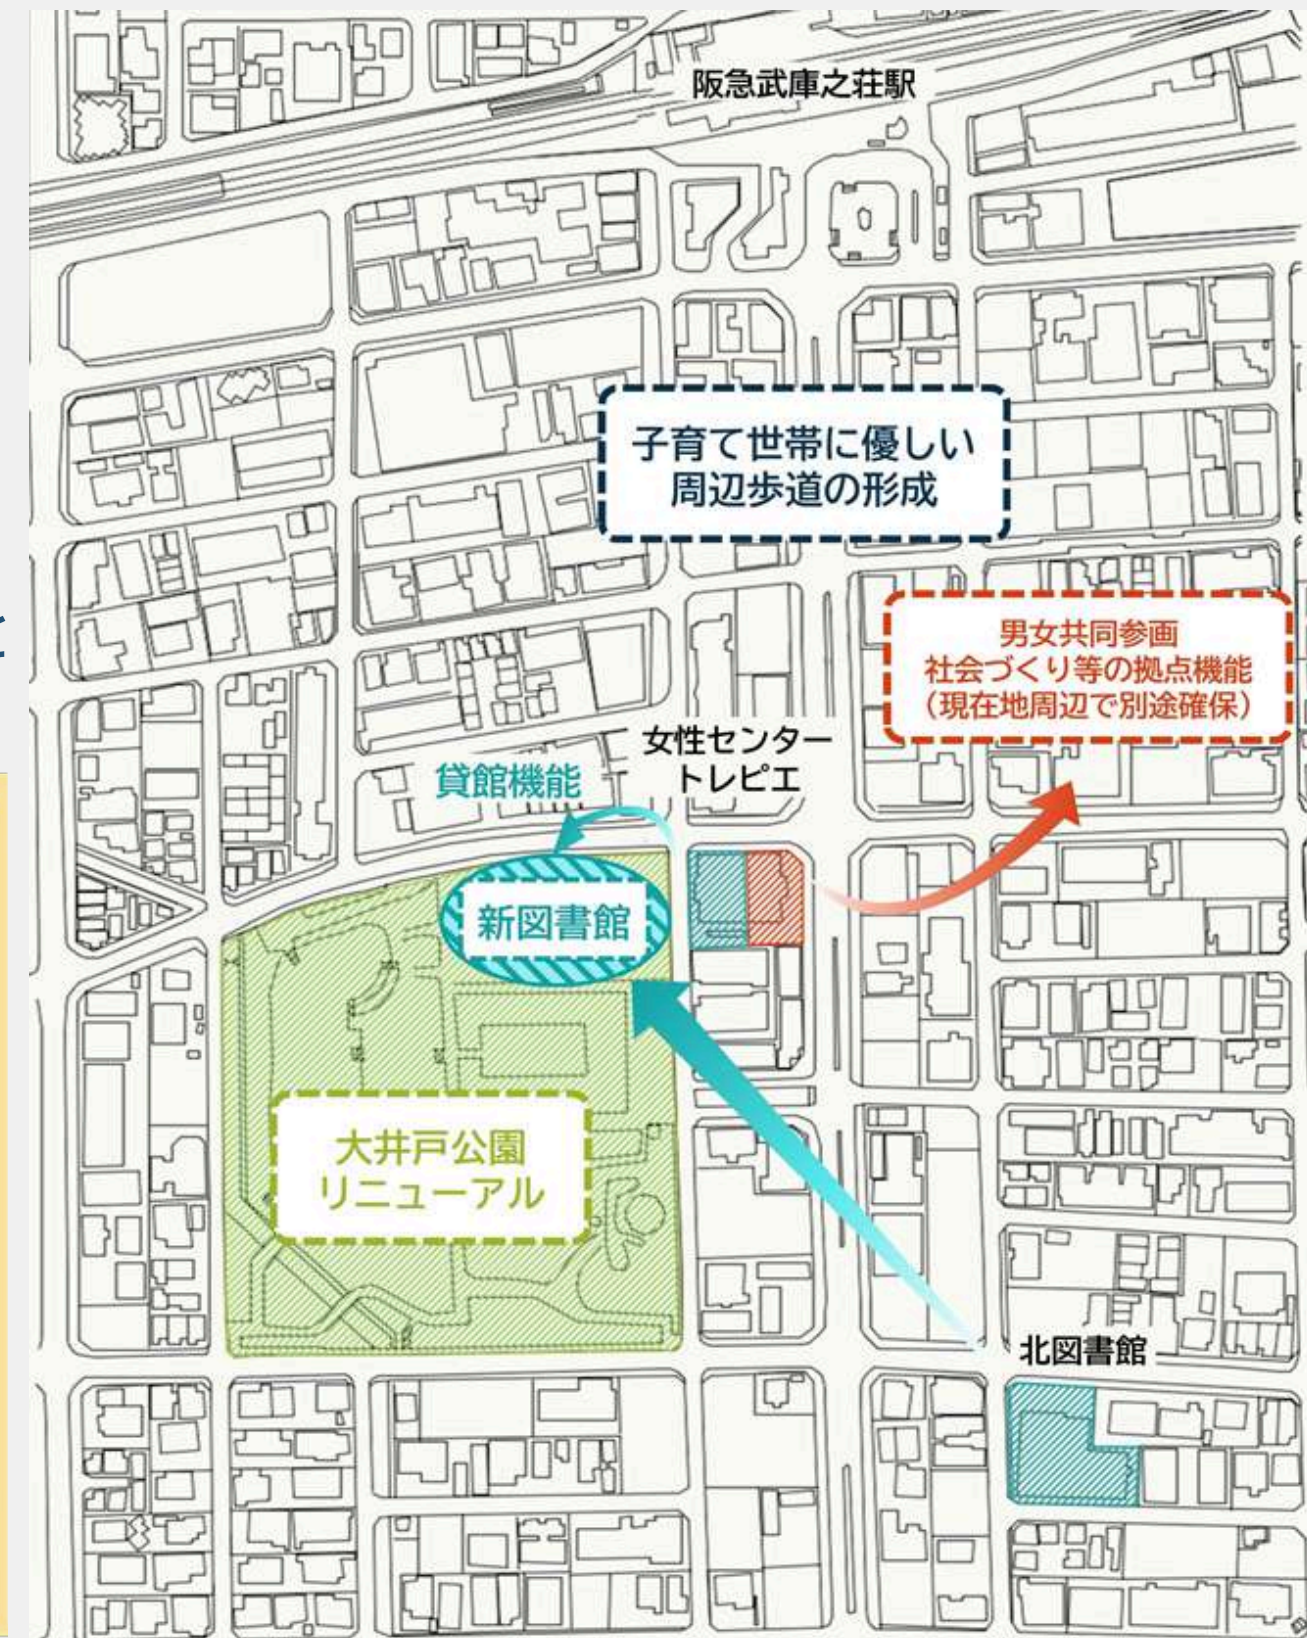 阪急武庫之荘駅
子育て世帯に優しい
周辺歩道の形成
と
男女共同参画
社会づくり等の拠点機能
(現在地周辺で別途確保)
女性センター
トレピエ
貸館機能
新図書館
大井戸公園
リニューアル
北図書館